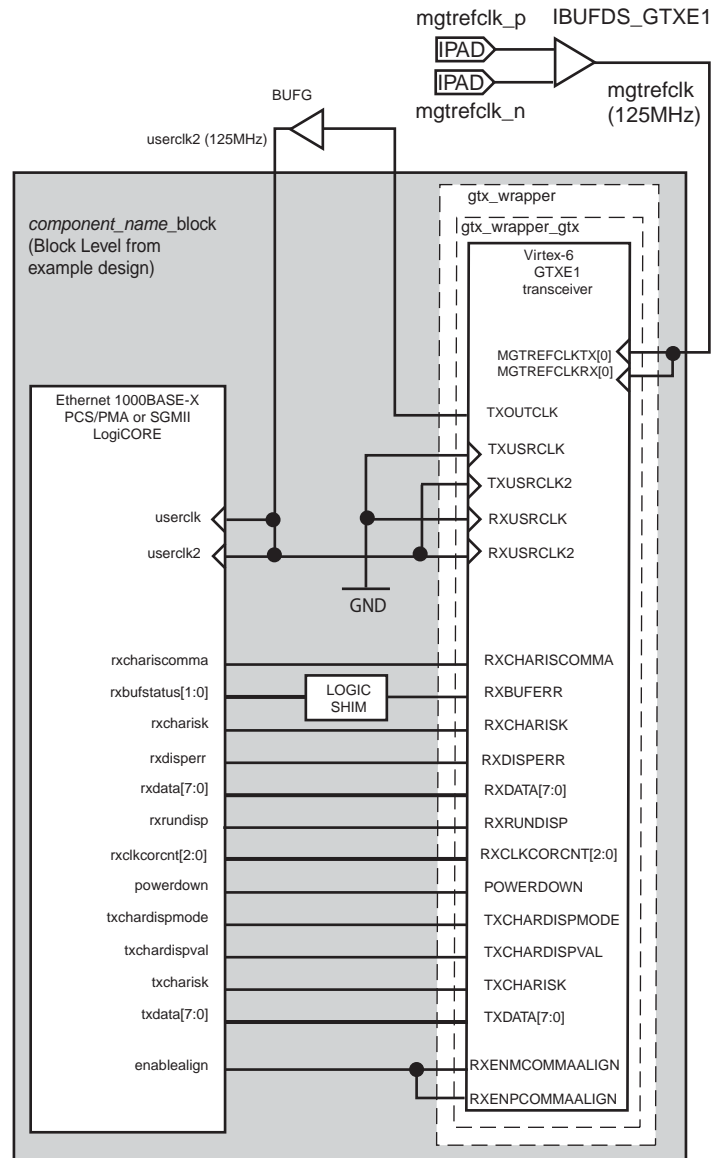 mgtrefclk_p
IBUFDS_GTXE1
IPAD
IPAD
mgtrefclk_n
mgtrefclk
(125MHz)
BUFG
userclk2 (125MHz)
component_name_block
(Block Level from
example design)
gtx_wrapper
gtx_wrapper_gtx
Virtex-6
GTXE1
transceiver
MGTREFCLKTX[0]
MGTREFCLKRX[0]
TXOUTCLK
TXUSRCLK
TXUSRCLK2
RXUSRCLK
RXUSRCLK2
Ethernet 1000BASE-X
PCS/PMA or SGMII
LogiCORE
userclk
userclk2
GND
rxchariscomma
RXCHARISCOMMA
rxbufstatus[1:0]
LOGIC
SHIM
RXBUFERR
rxcharisk
RXCHARISK
rxdisperr
RXDISPERR
rxdata[7:0]
RXDATA[7:0]
rxrundisp
RXRUNDISP
rxclkcorcnt[2:0]
RXCLKCORCNT[2:0]
powerdown
POWERDOWN
txchardispmode
TXCHARDISPMODE
txchardispval
TXCHARDISPVAL
txcharisk
TXCHARISK
txdata[7:0]
TXDATA[7:0]
enablealign
RXENMCOMMAALIGN
RXENPCOMMAALIGN